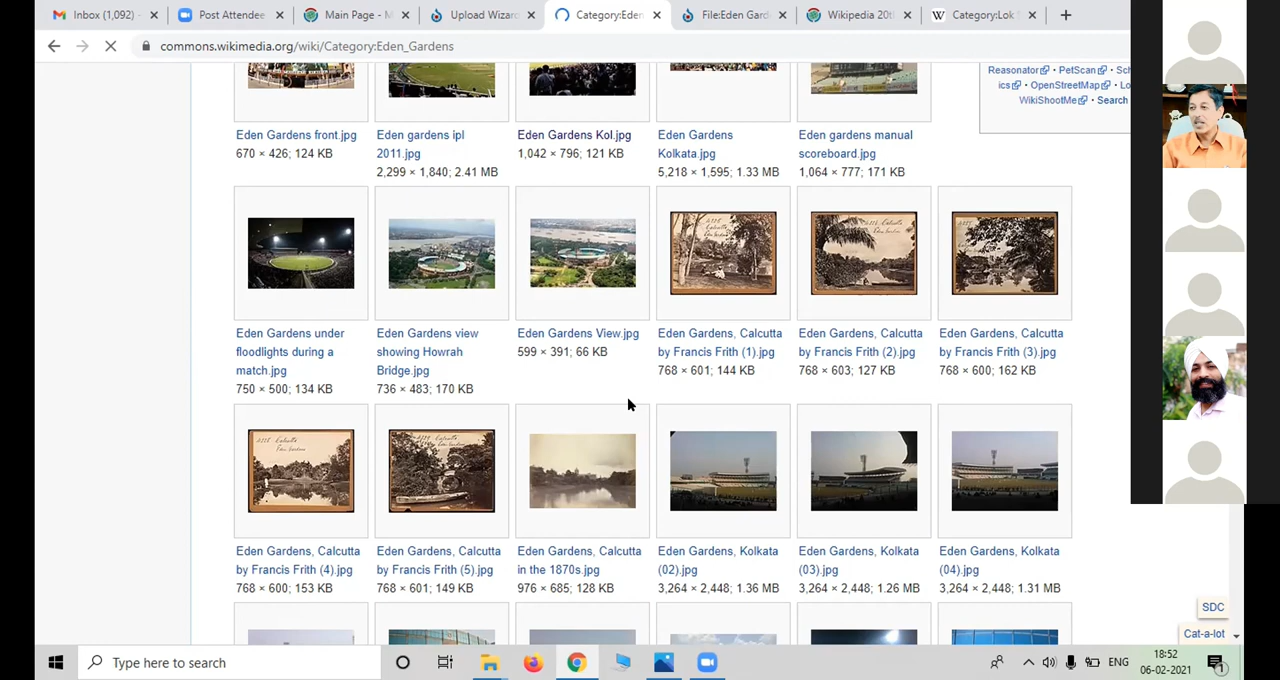 Inbox (1,092) -
Post Attendee
Main Page - M
Upload Wizar
Category:Eden
File:Eden Gard
Wikipedia 20th
Category:Lok
commons.wikimedia.org/wiki/Category:Eden_Gardens
Reasonator • PetScan • Sch
ics • OpenStreetMap • Lo
WikiShootMe • Search
Eden Gardens front.jpg
670 × 426; 124 KB
Eden gardens ipl
2011.jpg
2,299 × 1,840; 2.41 MB
Eden Gardens Kol.jpg
1,042 × 796; 121 KB
Eden Gardens
Kolkata.jpg
5,218 × 1,595; 1.33 MB
Eden gardens manual
scoreboard.jpg
1,064 × 777; 171 KB
Eden Gardens under
floodlights during a
match.jpg
750 × 500; 134 KB
Eden Gardens view
showing Howrah
Bridge.jpg
736 × 483; 170 KB
Eden Gardens View.jpg
599 × 391; 66 KB
Eden Gardens, Calcutta
by Francis Frith (1).jpg
768 × 601; 144 KB
Eden Gardens, Calcutta
by Francis Frith (2).jpg
768 × 603; 127 KB
Eden Gardens, Calcutta
by Francis Frith (3).jpg
768 × 600; 162 KB
Eden Gardens, Calcutta
by Francis Frith (4).jpg
768 × 600; 153 KB
Eden Gardens, Calcutta
by Francis Frith (5).jpg
768 × 601; 149 KB
Eden Gardens, Calcutta
in the 1870s.jpg
976 × 685; 128 KB
Eden Gardens, Kolkata
(02).jpg
3,264 × 2,448; 1.36 MB
Eden Gardens, Kolkata
(03).jpg
3,264 × 2,448; 1.26 MB
Eden Gardens, Kolkata
(04).jpg
3,264 × 2,448; 1.31 MB
SDC
Cat-a-lot
Type here to search
ENG
18:52
06-02-2021
1